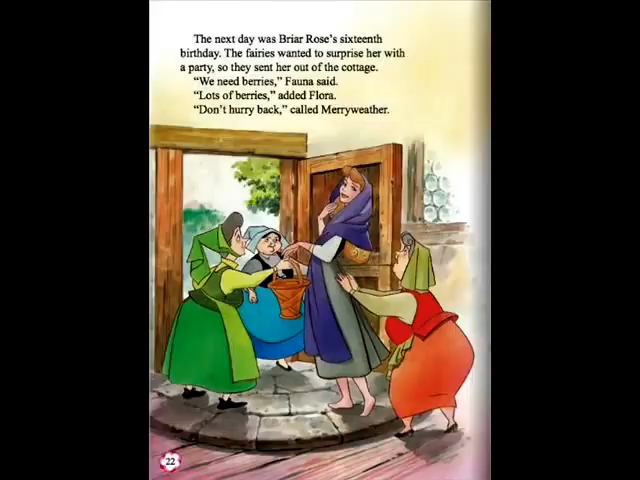 The next day was Briar Rose's sixteenth
birthday. The fairies wanted to surprise her with
a party, so they sent her out of the cottage.
"We need berries," Fauna said.
"Lots of berries," added Flora.
"Don't hurry back," called Merryweather.
22